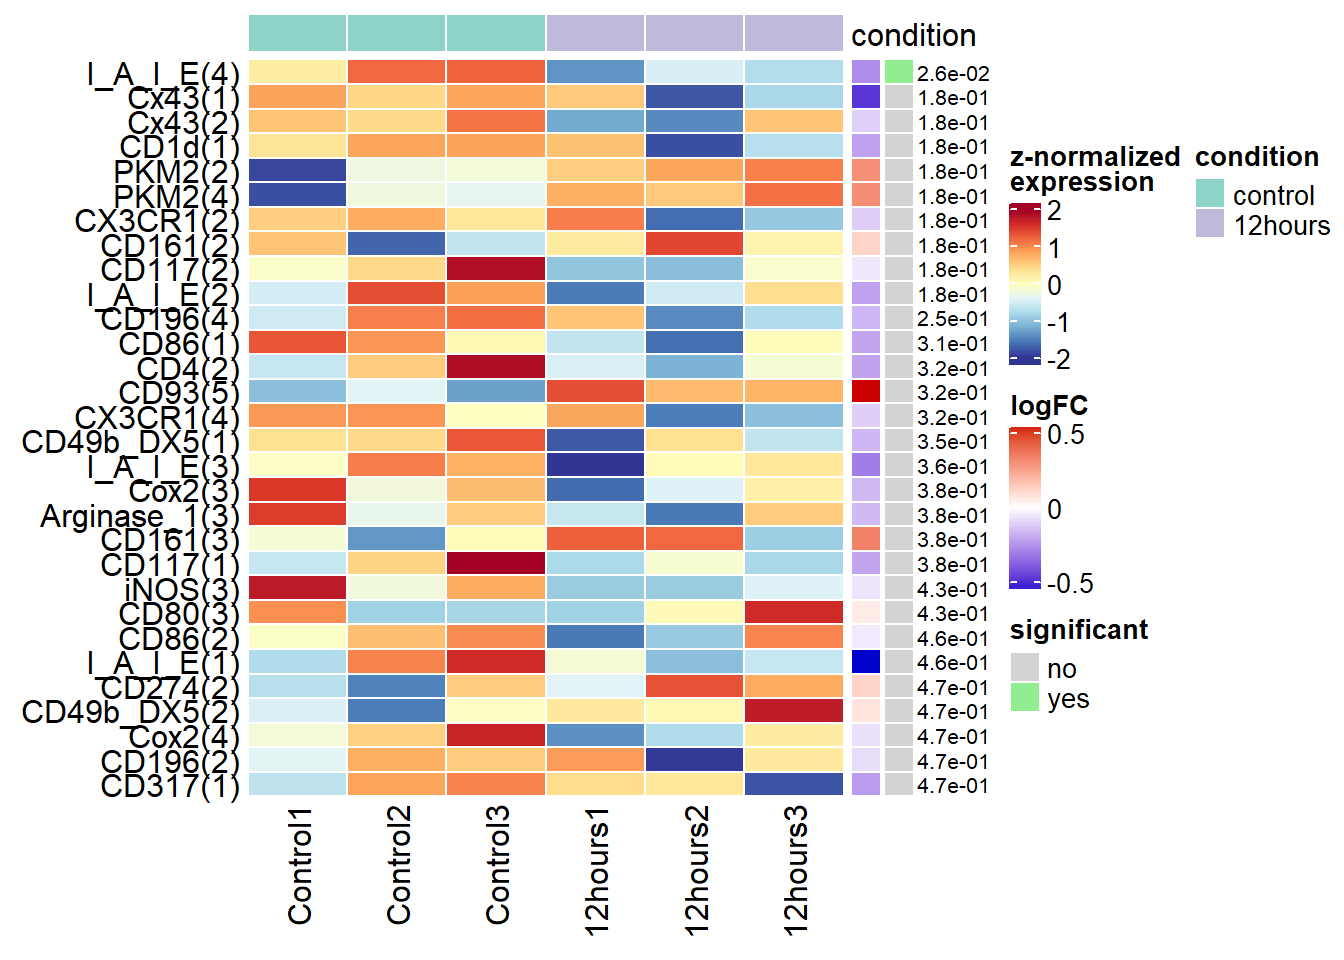 condition
I_A_I_E(4) 2.6e-02
Cx43(1) 1.8e-01
Cx43(2) 1.8e-01
CD1d(1) 1.8e-01
PKM2(2) 1.8e-01
PKM2(4) 1.8e-01
CX3CR1(2) 1.8e-01
CD161(2) 1.8e-01
CD117(2) 1.8e-01
I_A_I_E(2) 1.8e-01
CD196(4) 2.5e-01
CD86(1) 3.1e-01
CD4(2) 3.2e-01
CD93(5) 3.2e-01
CX3CR1(4) 3.2e-01
CD49b_DX5(1) 3.5e-01
I_A_I_E(3) 3.6e-01
Cox2(3) 3.8e-01
Arginase_1(3) 3.8e-01
CD161(3) 3.8e-01
CD117(1) 3.8e-01
iNOS(3) 4.3e-01
CD80(3) 4.3e-01
CD86(2) 4.6e-01
I_A_I_E(1) 4.6e-01
CD274(2) 4.7e-01
CD49b_DX5(2) 4.7e-01
Cox2(4) 4.7e-01
CD196(2) 4.7e-01
CD317(1) 4.7e-01
Control1
Control2
Control3
12hours1
12hours2
12hours3
z-normalized
expression
2
1
0
-1
-2
logFC
0.5
0
-0.5
significant
no
yes
condition
control
12hours